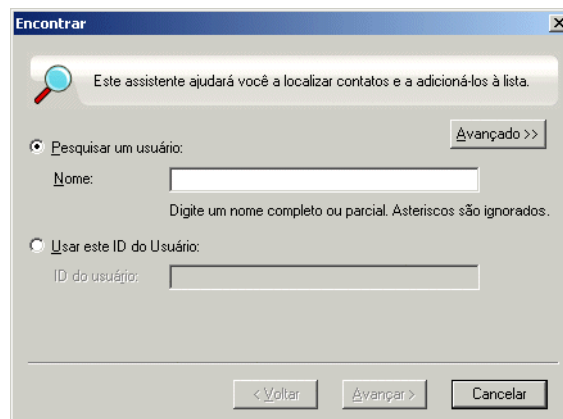 Encontrar
Este assistente ajudará você a localizar contatos e a adicioná-los à lista.
Avançado >>
Pesquisar um usuário:
Nome:
Digite um nome completo ou parcial. Asteriscos são ignorados.
Usar este ID do Usuário:
ID do usuário:
< Voltar
Avançar >
Cancelar